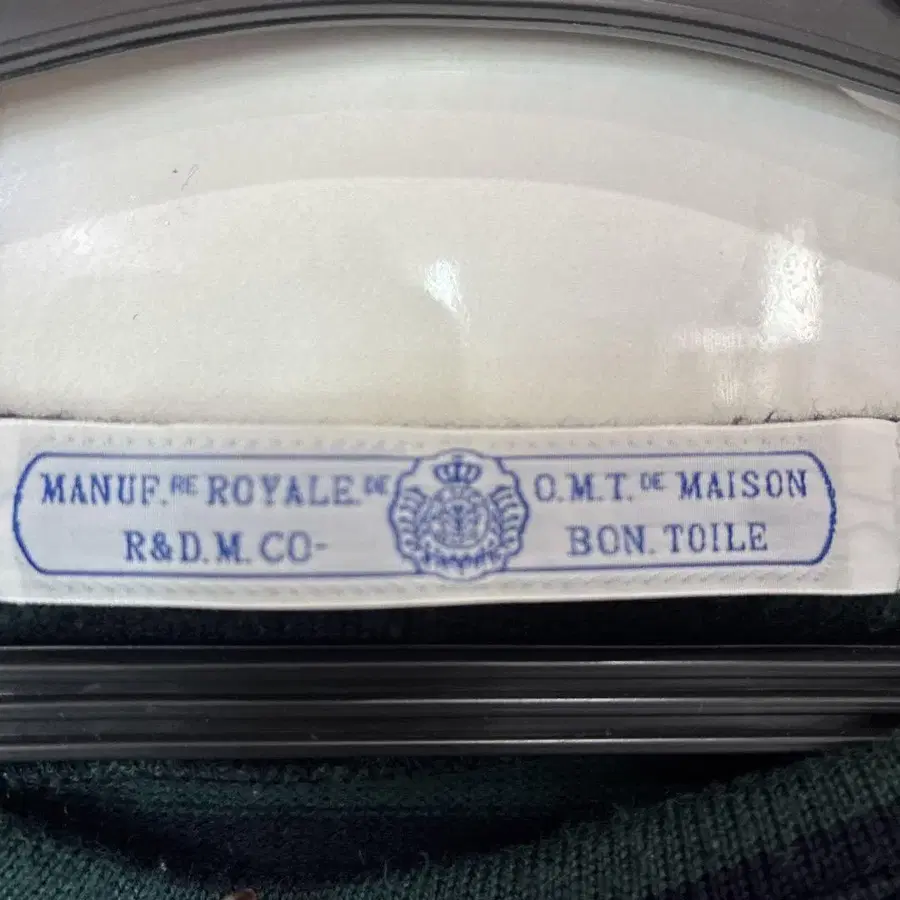 MANUF.RE ROYALE.DE O.M.T. DE MAISON
R&D.M.CO- BON.TOILE